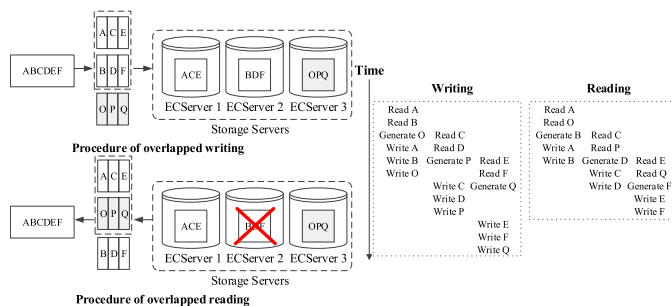 A C E
ABCDEF
B D F
O P Q
ACE
BDF
OPQ
ECServer 1 ECServer 2 ECServer 3
Storage Servers
Procedure of overlapped writing
A C E
ABCDEF
O P Q
B D F
ACE
BDF
OPQ
ECServer 1 ECServer 2 ECServer 3
Storage Servers
Procedure of overlapped reading
Time
Writing
Read A
Read B
Generate O Read C
Write A Read D
Write B Generate P Read E
Write O Read F
Write C Generate Q
Write D
Write P
Write E
Write F
Write Q
Reading
Read A
Read O
Generate B Read C
Write A Read P
Write B Generate D Read E
Write C Read Q
Write D Generate F
Write E
Write F